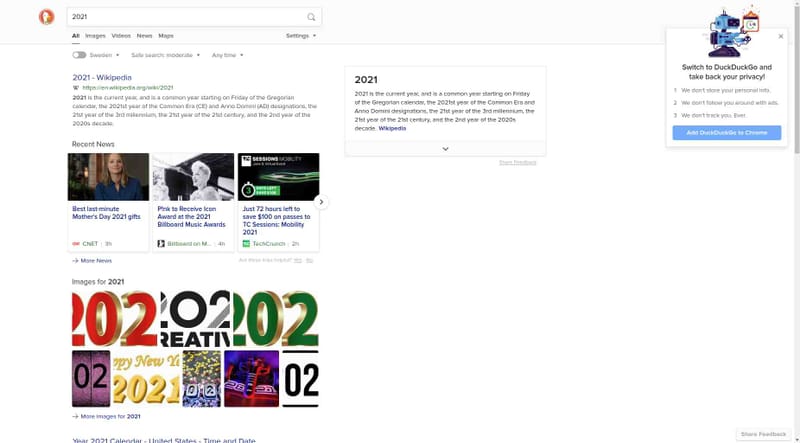 2021
All Images Videos News Maps Settings
Sweden Safe search: moderate Any time
2021 - Wikipedia
W https://en.wikipedia.org/wiki/2021
2021 is the current year, and is a common year starting on Friday of the Gregorian
calendar, the 2021st year of the Common Era (CE) and Anno Domini (AD) designations, the
21st year of the 3rd millennium, the 21st year of the 21st century, and the 2nd year of the
2020s decade.
Recent News
Best last-minute
Mother's Day 2021 gifts
CNET | 3h
P!nk to Receive Icon
Award at the 2021
Billboard Music Awards
Billboard on M... | 4h
TC SESSIONS MOBILITY
3 DAYS LEFT
SAVE $100
Just 72 hours left to
save $100 on passes to
TC Sessions: Mobility
2021
TechCrunch | 2h
→ More News
Are these links helpful? Yes No
Images for 2021
202
202
CREATIV
202
02
Happy New Ye
2021
02
→ More Images for 2021
Year 2021 Calendar - United States - Time and Date
2021
2021 is the current year, and is a common year starting on Friday
of the Gregorian calendar, the 2021st year of the Common Era and
Anno Domini designations, the 21st year of the 3rd millennium, the
21st year of the 21st century, and the 2nd year of the 2020s
decade. Wikipedia
Share Feedback
Switch to DuckDuckGo and
take back your privacy!
1 We don't store your personal info.
2 We don't follow you around with ads.
3 We don't track you. Ever.
Add DuckDuckGo to Chrome
Share Feedback